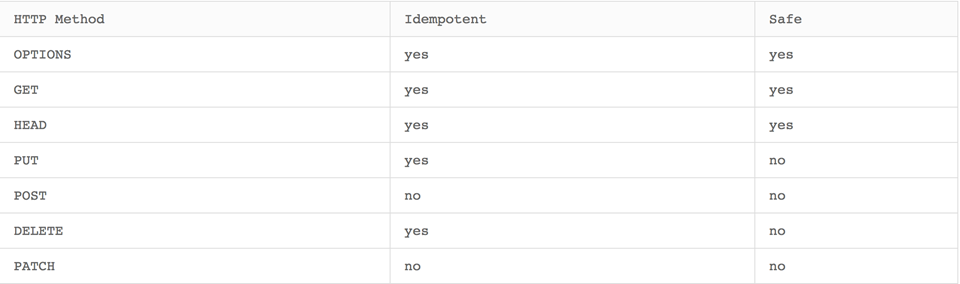 HTTP Method Idempotent Safe
OPTIONS yes yes
GET yes yes
HEAD yes yes
PUT yes no
POST no no
DELETE yes no
PATCH no no